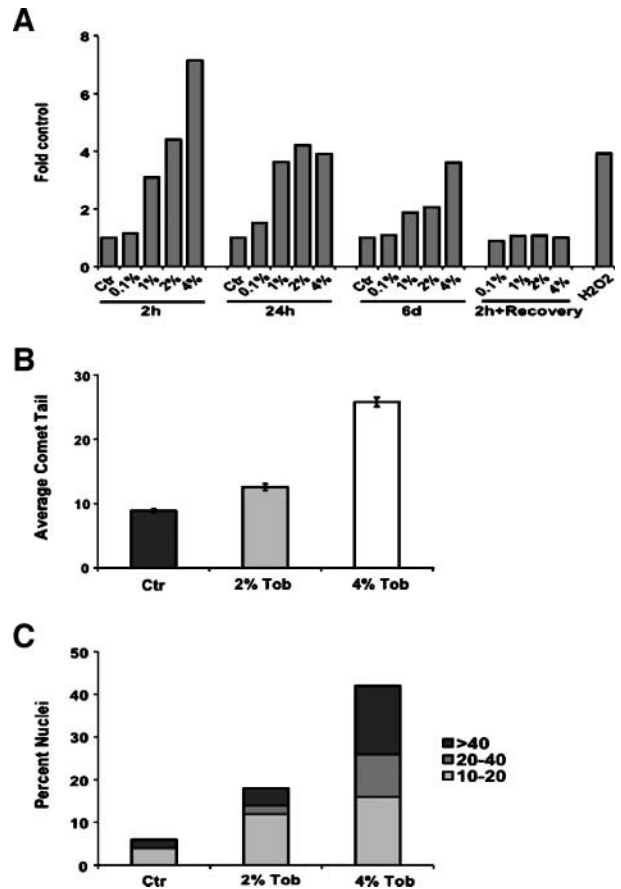 A
8
6
4
2
0
Fold control
Ctr 0.1% 1% 2% 4% Ctr 0.1% 1% 2% 4% Ctr 0.1% 1% 2% 4% 0.1% 1% 2% 4% H2O2
2h 24h 6d 2h+Recovery
B
30
20
10
0
Average Comet Tail
Ctr 2% Tob 4% Tob
C
50
40
30
20
10
0
Percent Nuclei
>40
20-40
10-20
Ctr 2% Tob 4% Tob